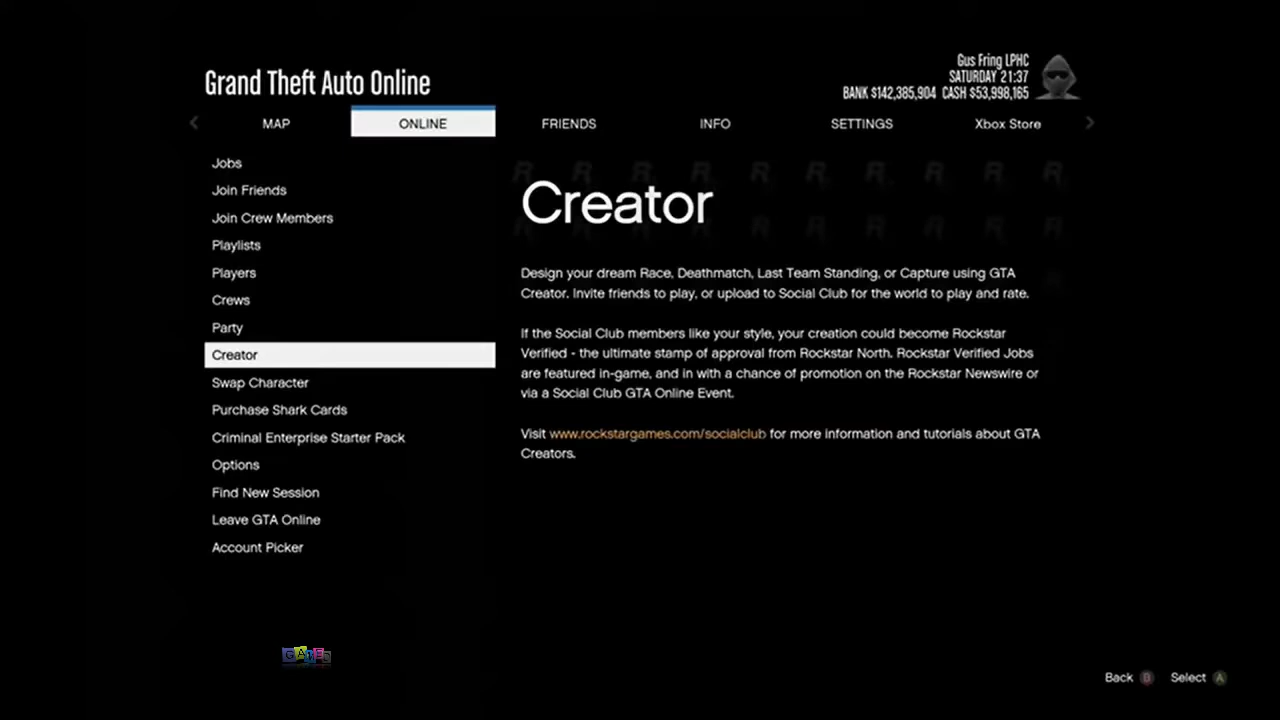 Gus Fring LPHC
Grand Theft Auto Online
SATURDAY 21:37
BANK $142,385,904 CASH $53,998,165
MAP
ONLINE
FRIENDS
INFO
SETTINGS
Xbox Store
Jobs
Join Friends
Join Crew Members
Playlists
Players
Crews
Party
Creator
Swap Character
Purchase Shark Cards
Criminal Enterprise Starter Pack
Options
Find New Session
Leave GTA Online
Account Picker
Creator
Design your dream Race, Deathmatch, Last Team Standing, or Capture using GTA
Creator. Invite friends to play, or upload to Social Club for the world to play and rate.
If the Social Club members like your style, your creation could become Rockstar
Verified - the ultimate stamp of approval from Rockstar North. Rockstar Verified Jobs
are featured in-game, and in with a chance of promotion on the Rockstar Newswire or
via a Social Club GTA Online Event.
Visit www.rockstargames.com/socialclub for more information and tutorials about GTA
Creators.
GAMES
Back B Select A